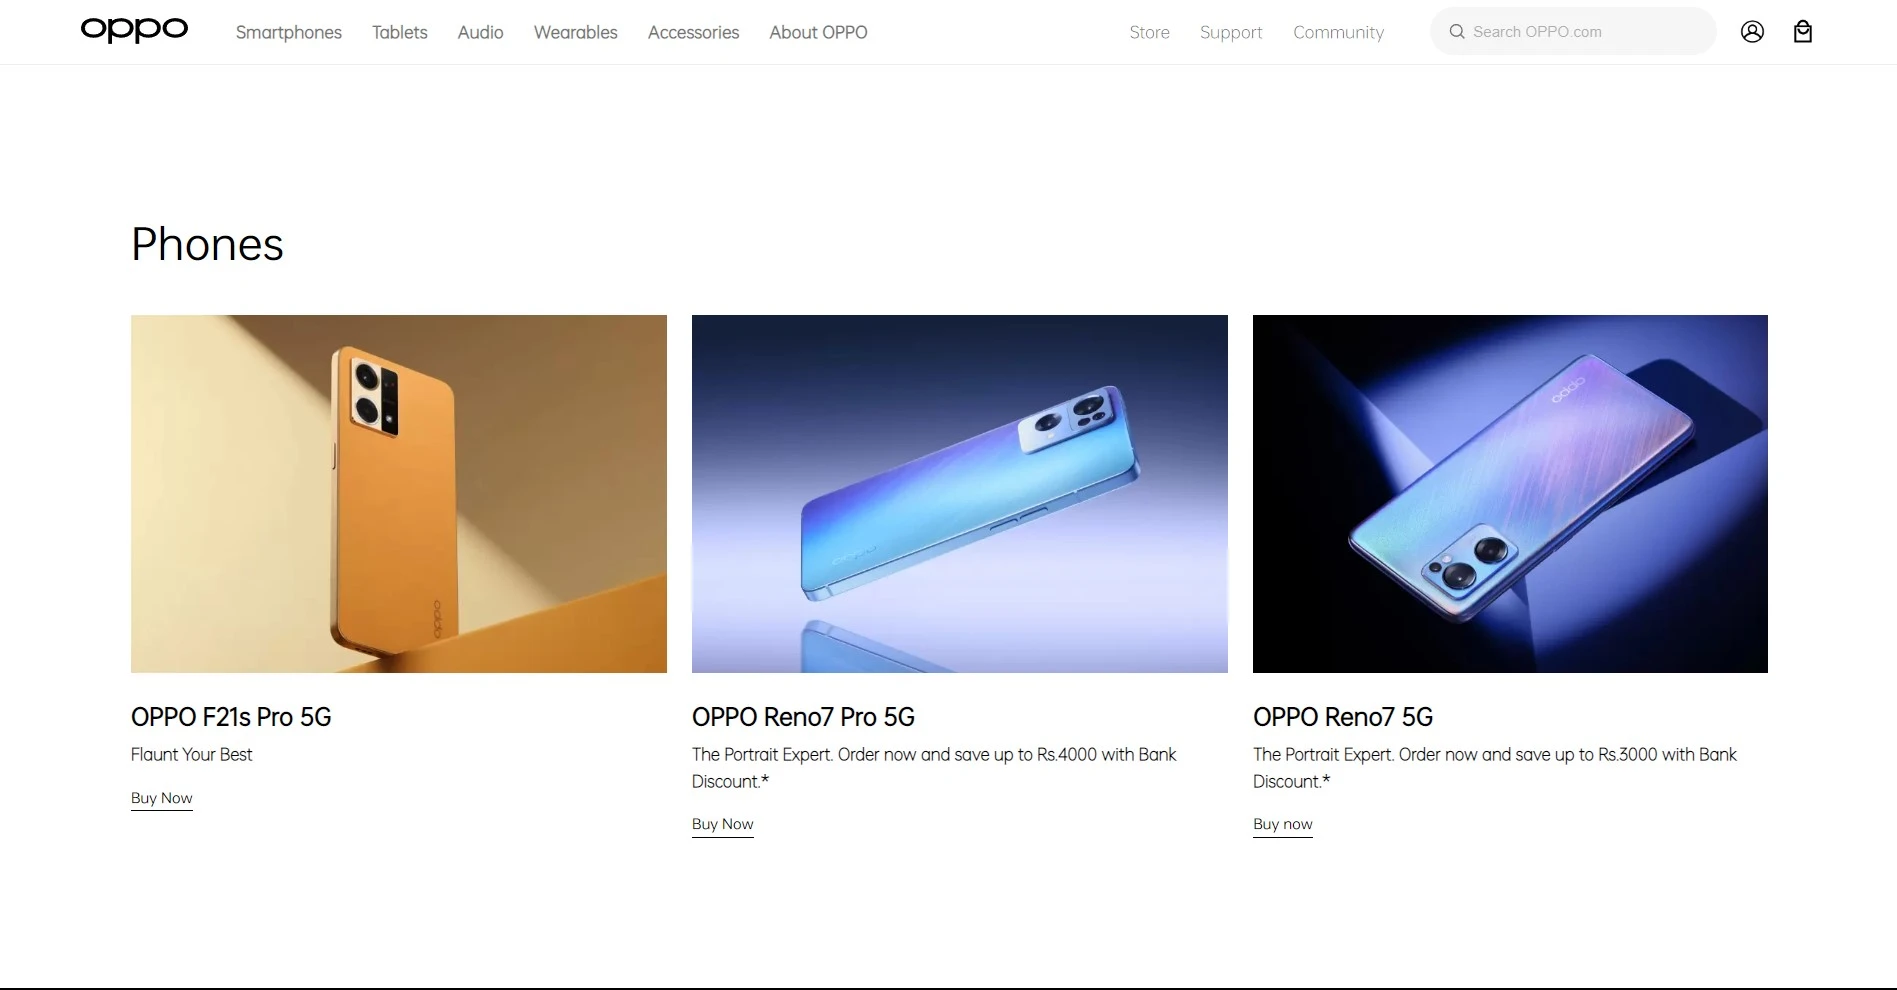 oppo
Smartphones Tablets Audio Wearables Accessories About OPPO Store Support Community Search OPPO.com
Phones
oppo
oppo
oppo
OPPO F21s Pro 5G
Flaunt Your Best
Buy Now
OPPO Reno7 Pro 5G
The Portrait Expert. Order now and save up to Rs.4000 with Bank
Discount.*
Buy Now
OPPO Reno7 5G
The Portrait Expert. Order now and save up to Rs.3000 with Bank
Discount.*
Buy now